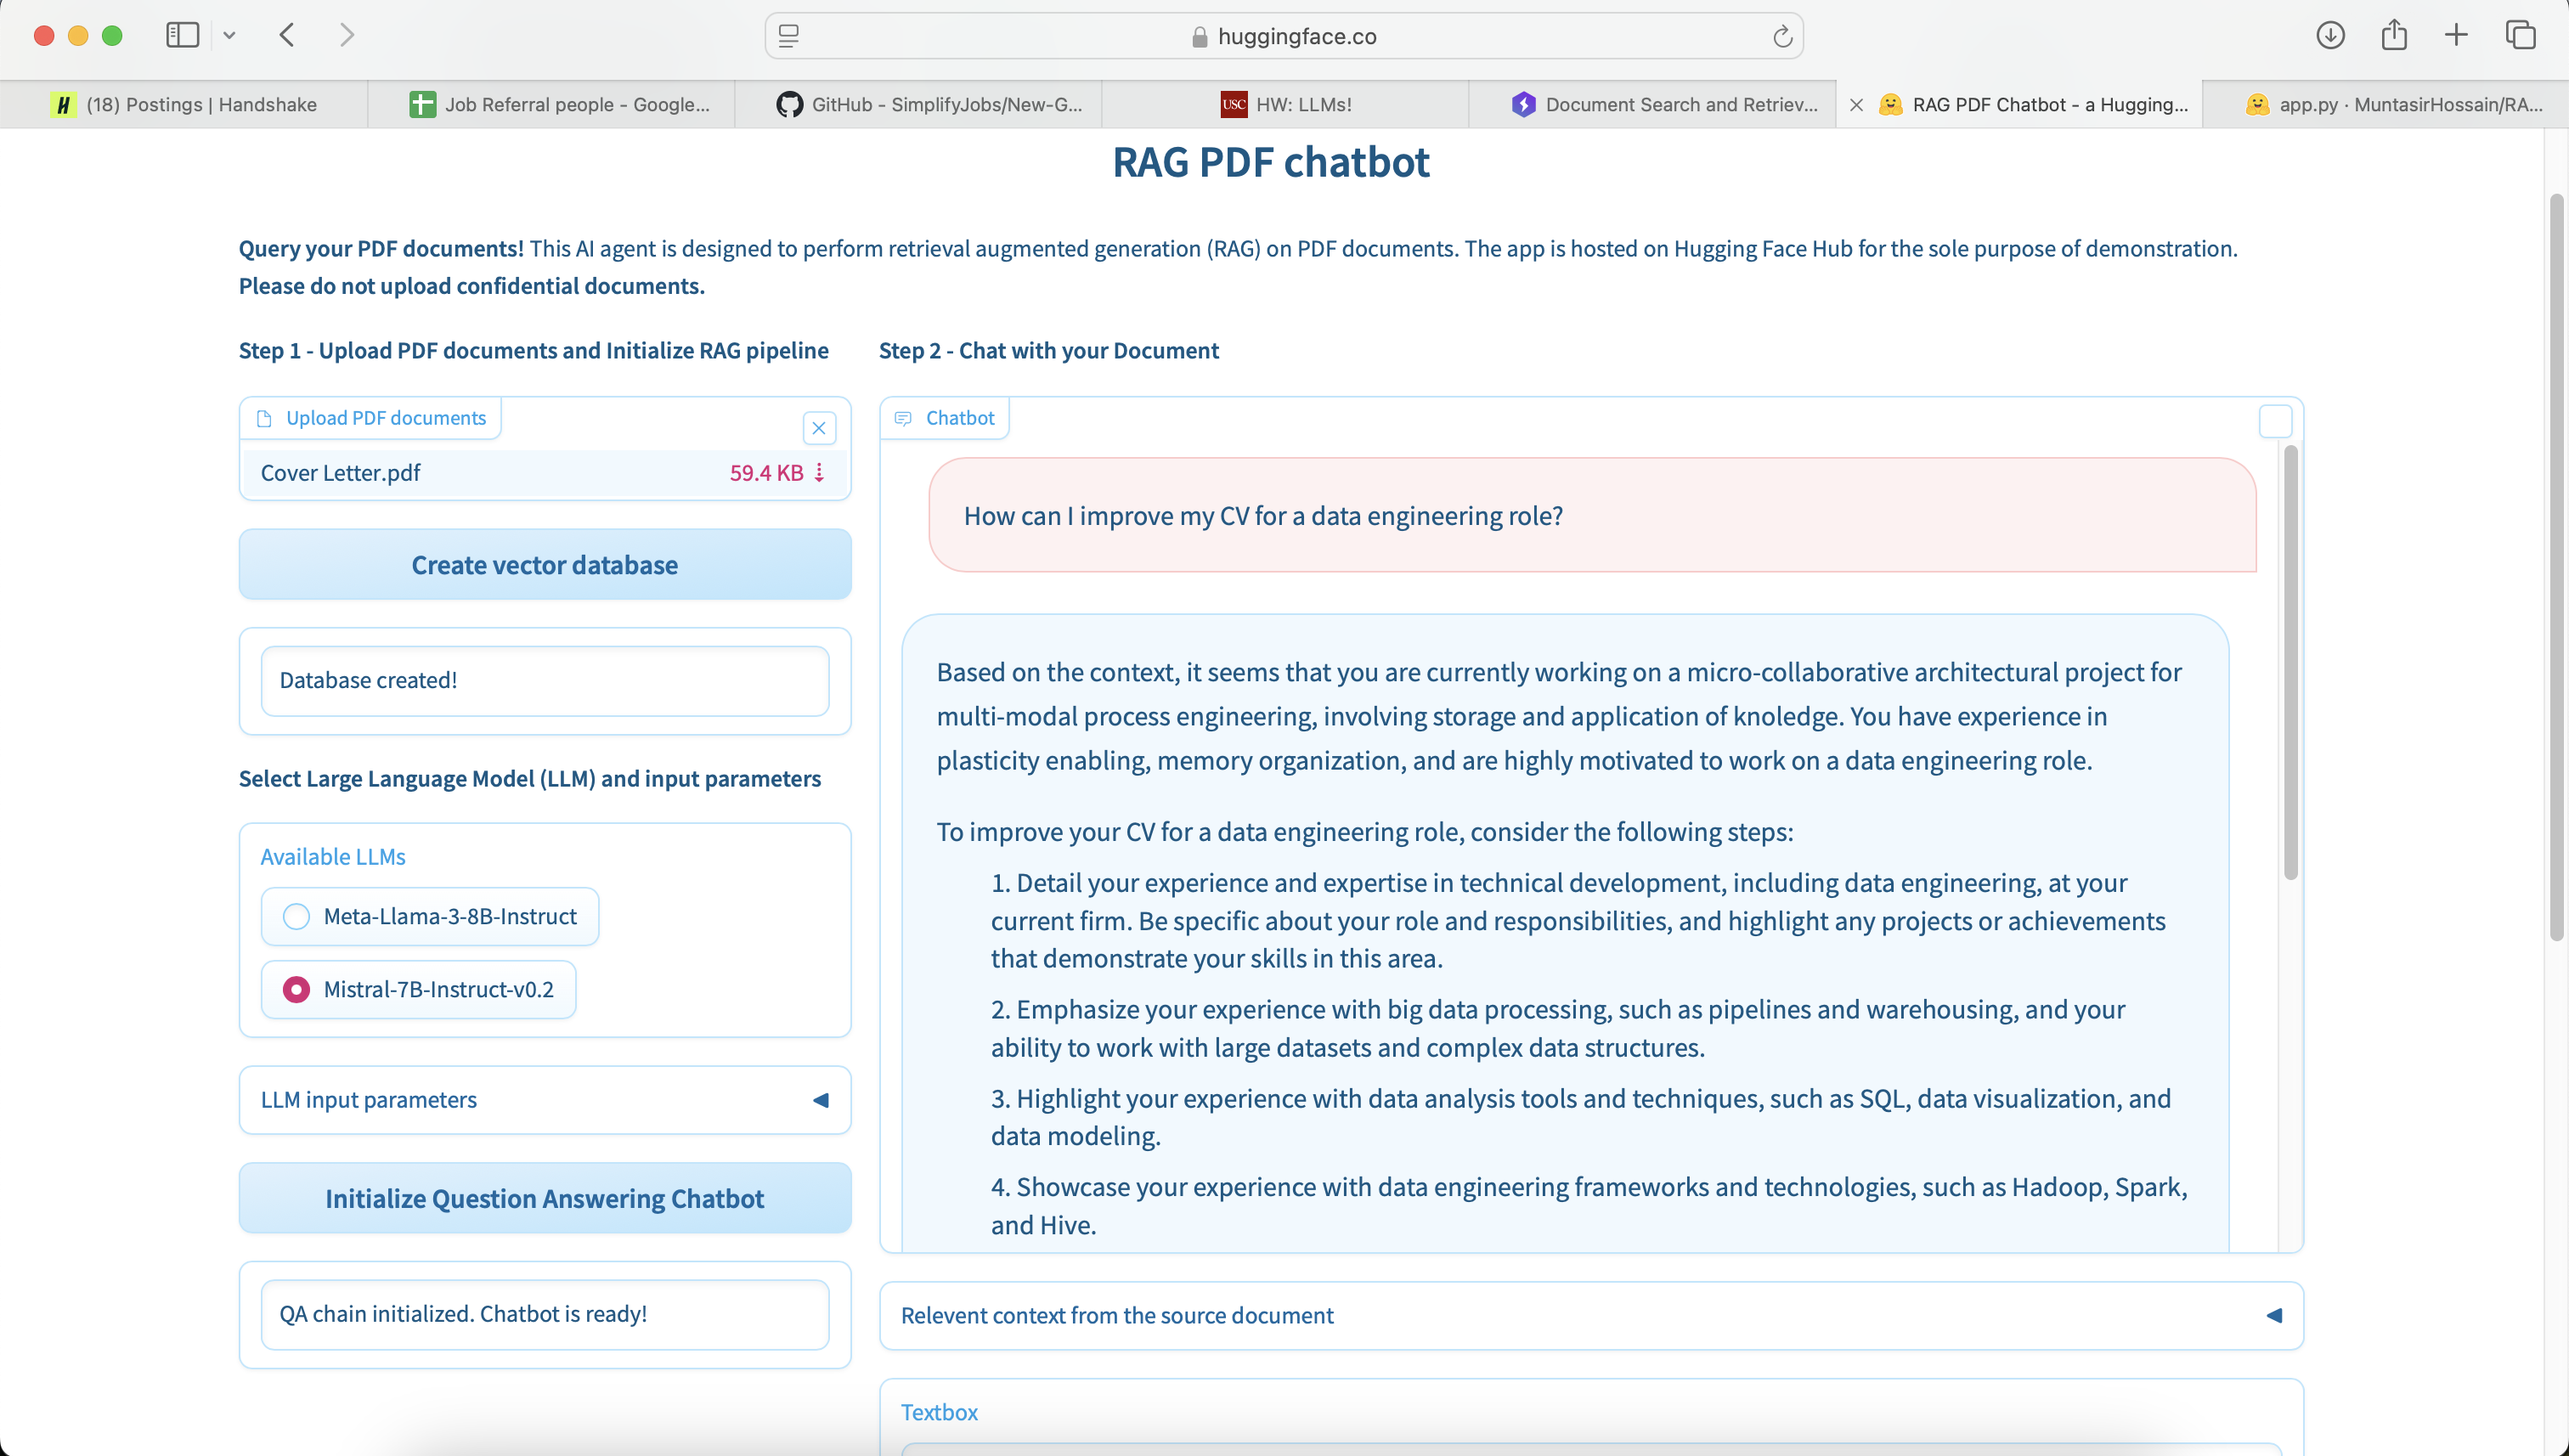 huggingface.co
(18) Postings | Handshake
Job Referral people - Google...
GitHub - SimplifyJobs/New-G...
USC
HW: LLMs!
Document Search and Retriev...
RAG PDF Chatbot - a Hugging...
app.py · MuntasirHossain/RA...
RAG PDF chatbot
Query your PDF documents! This AI agent is designed to perform retrieval augmented generation (RAG) on PDF documents. The app is hosted on Hugging Face Hub for the sole purpose of demonstration.
Please do not upload confidential documents.
Step 1 - Upload PDF documents and Initialize RAG pipeline
Upload PDF documents
Cover Letter.pdf 59.4 KB ⇣
Create vector database
Database created!
Select Large Language Model (LLM) and input parameters
Available LLMs
Meta-Llama-3-8B-Instruct
Mistral-7B-Instruct-v0.2
LLM input parameters
Initialize Question Answering Chatbot
QA chain initialized. Chatbot is ready!
Step 2 - Chat with your Document
Chatbot
How can I improve my CV for a data engineering role?
Based on the context, it seems that you are currently working on a micro-collaborative architectural project for
multi-modal process engineering, involving storage and application of knoledge. You have experience in
plasticity enabling, memory organization, and are highly motivated to work on a data engineering role.
To improve your CV for a data engineering role, consider the following steps:
1. Detail your experience and expertise in technical development, including data engineering, at your
current firm. Be specific about your role and responsibilities, and highlight any projects or achievements
that demonstrate your skills in this area.
2. Emphasize your experience with big data processing, such as pipelines and warehousing, and your
ability to work with large datasets and complex data structures.
3. Highlight your experience with data analysis tools and techniques, such as SQL, data visualization, and
data modeling.
4. Showcase your experience with data engineering frameworks and technologies, such as Hadoop, Spark,
and Hive.
Relevent context from the source document
Textbox